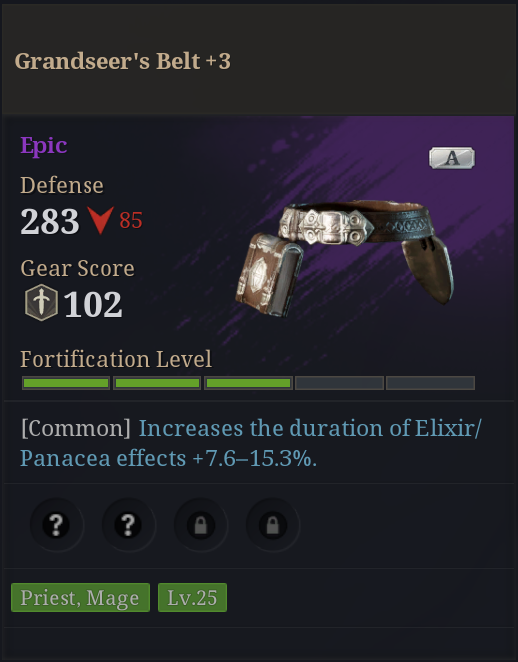 Grandseer's Belt +3
Epic
A
Defense
283 85
Gear Score
102
Fortification Level
[Common] Increases the duration of Elixir/
Panacea effects +7.6–15.3%.
? ?
Priest, Mage Lv.25